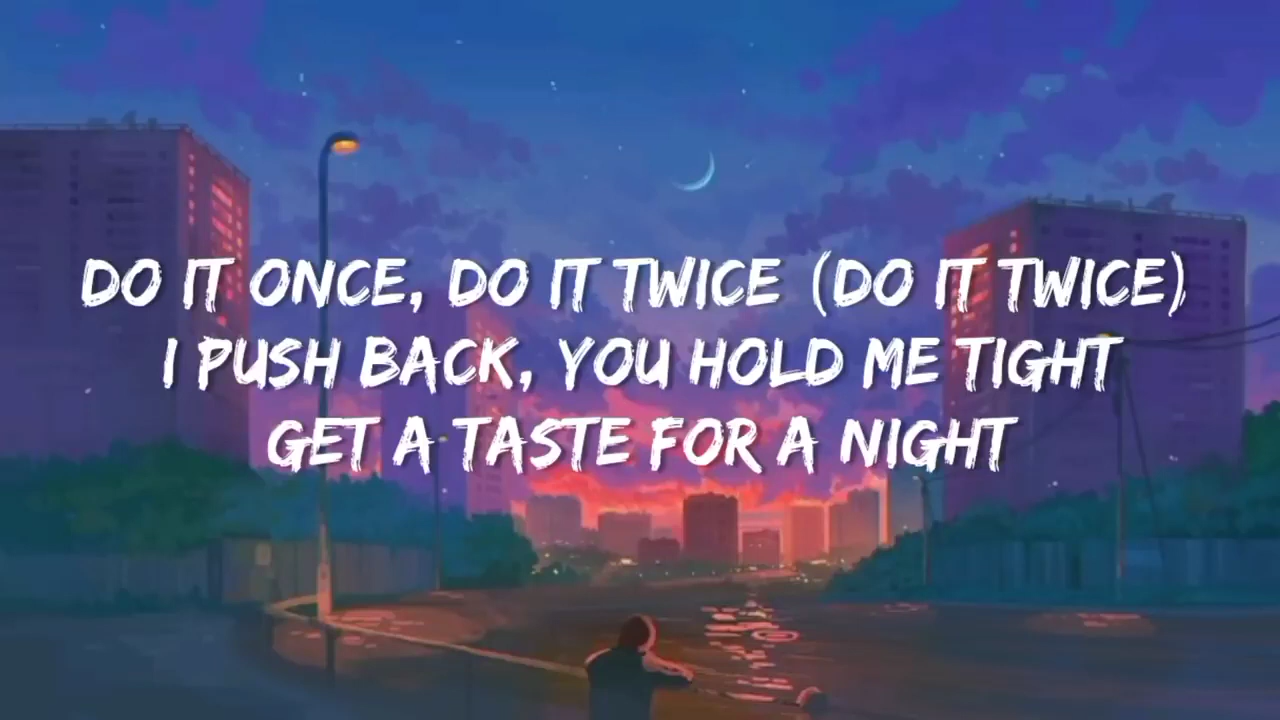 DO IT ONCE, DO IT TWICE (DO IT TWICE)
I PUSH BACK, YOU HOLD ME TIGHT
GET A TASTE FOR A NIGHT